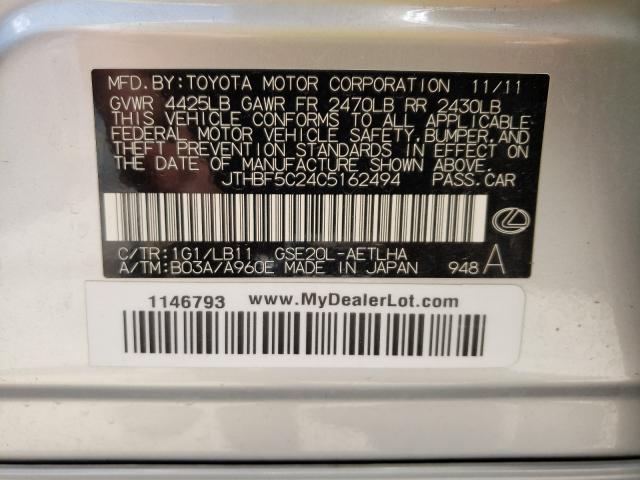 MFD. BY: TOYOTA MOTOR CORPORATION 11/11
GVWR 4425LB GAWR FR 2470LB RR 2430LB
THIS VEHICLE CONFORMS TO ALL APPLICABLE
FEDERAL MOTOR VEHICLE SAFETY, BUMPER, AND
THEFT PREVENTION STANDARDS IN EFFECT ON
THE DATE OF MANUFACTURE SHOWN ABOVE.
JTHBF5C24C5162494 PASS. CAR
C/TR: 1G1/LB11 GSE20L-AETLHA
A/TM: B03A/A960E MADE IN JAPAN 948 A
1146793 www.MyDealerLot.com